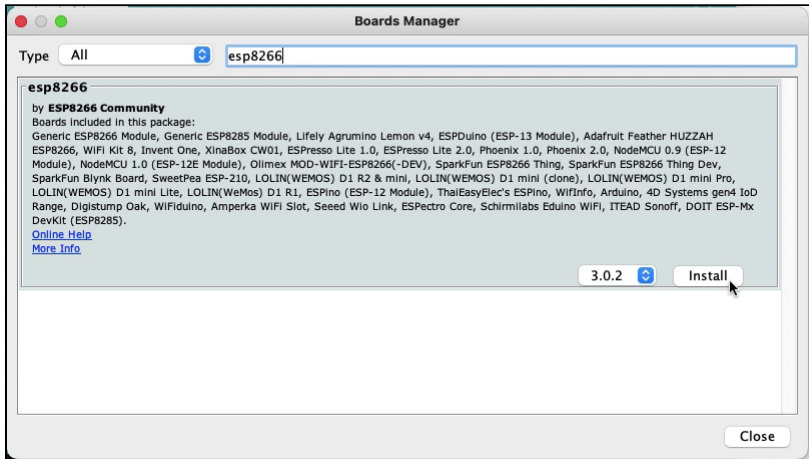 Boards Manager
Type All esp8266
esp8266
by ESP8266 Community
Boards included in this package:
Generic ESP8266 Module, Generic ESP8285 Module, Lifely Agrumino Lemon v4, ESPDuino (ESP-13 Module), Adafruit Feather HUZZAH
ESP8266, WiFi Kit 8, Invent One, XinaBox CW01, ESPresso Lite 1.0, ESPresso Lite 2.0, Phoenix 1.0, Phoenix 2.0, NodeMCU 0.9 (ESP-12
Module), NodeMCU 1.0 (ESP-12E Module), Olimex MOD-WIFI-ESP8266(-DEV), SparkFun ESP8266 Thing, SparkFun ESP8266 Thing Dev,
SparkFun Blynk Board, SweetPea ESP-210, LOLIN(WEMOS) D1 R2 & mini, LOLIN(WEMOS) D1 mini (clone), LOLIN(WEMOS) D1 mini Pro,
LOLIN(WEMOS) D1 mini Lite, LOLIN(WeMos) D1 R1, ESPino (ESP-12 Module), ThaiEasyElec's ESPino, WifInfo, Arduino, 4D Systems gen4 IoD
Range, Digistump Oak, WiFiduino, Amperka WiFi Slot, Seeed Wio Link, ESPectro Core, Schirmilabs Eduino WiFi, ITEAD Sonoff, DOIT ESP-Mx
DevKit (ESP8285).
Online Help
More Info
3.0.2 Install
Close